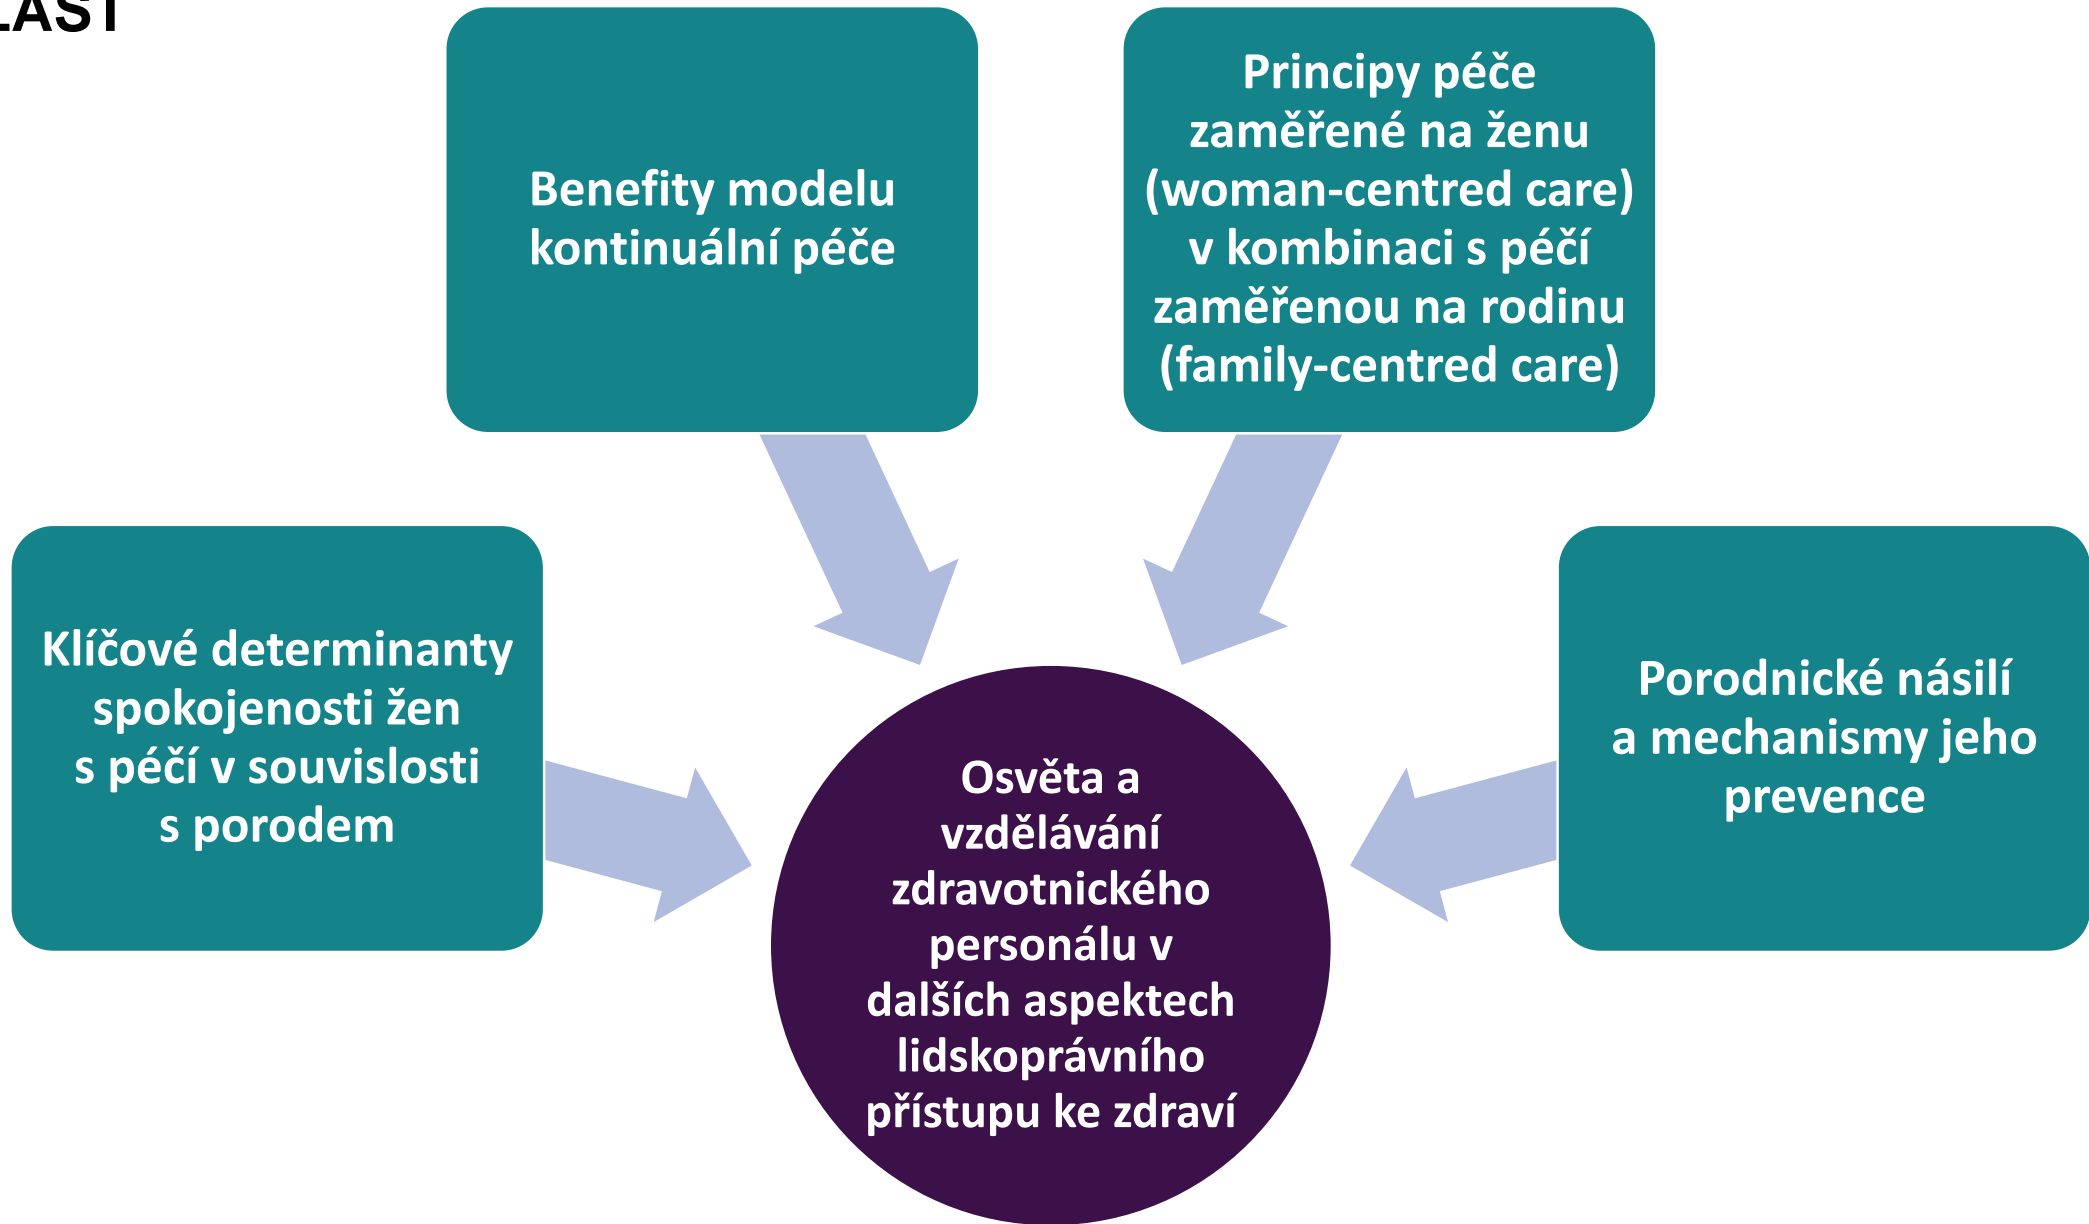 LAST
Benefity modelu
kontinuální péče
Principy péče
zaměřené na ženu
(woman-centred care)
v kombinaci s péčí
zaměřenou na rodinu
(family-centred care)
Klíčové determinanty
spokojenosti žen
s péčí v souvislosti
s porodem
Porodnické násilí
a mechanismy jeho
prevence
Osvěta a
vzdělávání
zdravotnického
personálu v
dalších aspektech
lidskoprávního
přístupu ke zdraví